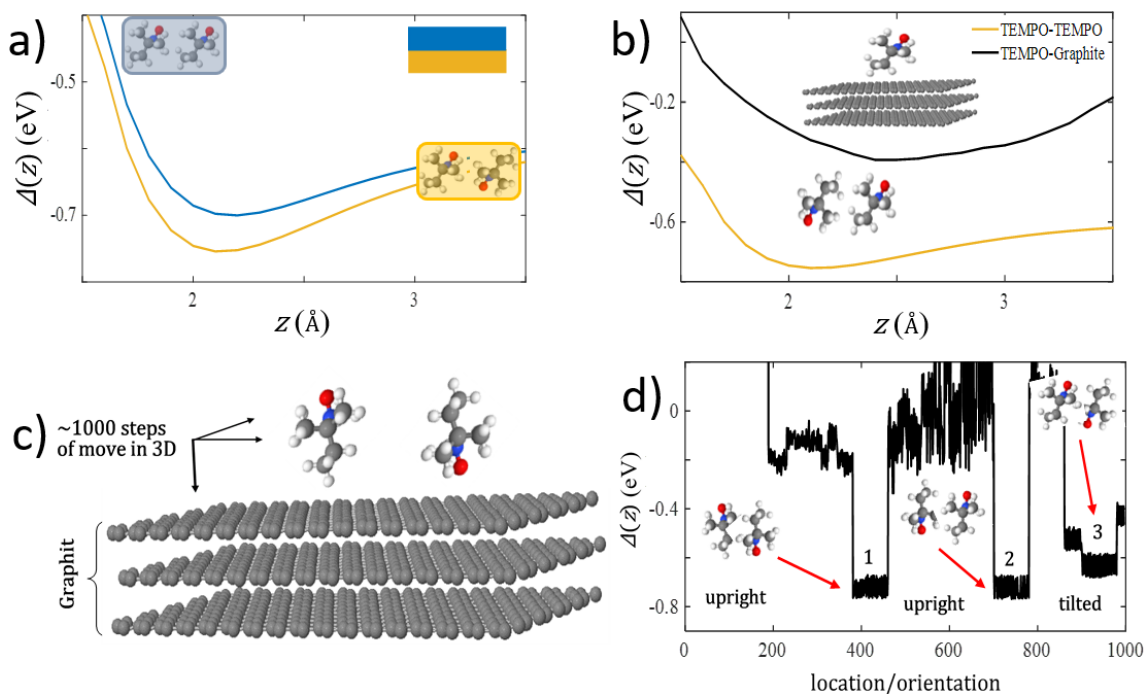 a)
Δ(z) (eV)
-0.5
-0.7
2
3
z (Å)
b)
TEMPO-TEMPO
TEMPO-Graphite
Δ(z) (eV)
-0.2
-0.6
2
3
z (Å)
c)
~1000 steps
of move in 3D
Graphit
d)
Δ(z) (eV)
0
-0.4
-0.8
1
2
3
upright
upright
tilted
0
200
400
600
800
1000
location/orientation